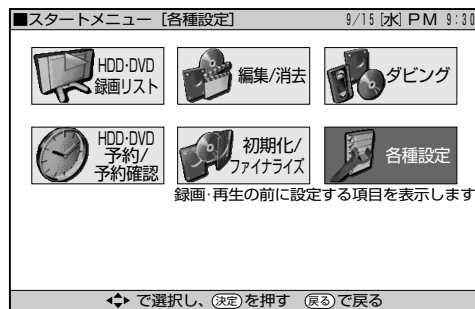 ■スタートメニュー [各種設定] 9/15 [水] PM 9:30
HDD･DVD
録画リスト
編集/消去
ダビング
HDD･DVD
予約/
予約確認
初期化/
ファイナライズ
各種設定
録画･再生の前に設定する項目を表示します
で選択し、決定を押す 戻るで戻る